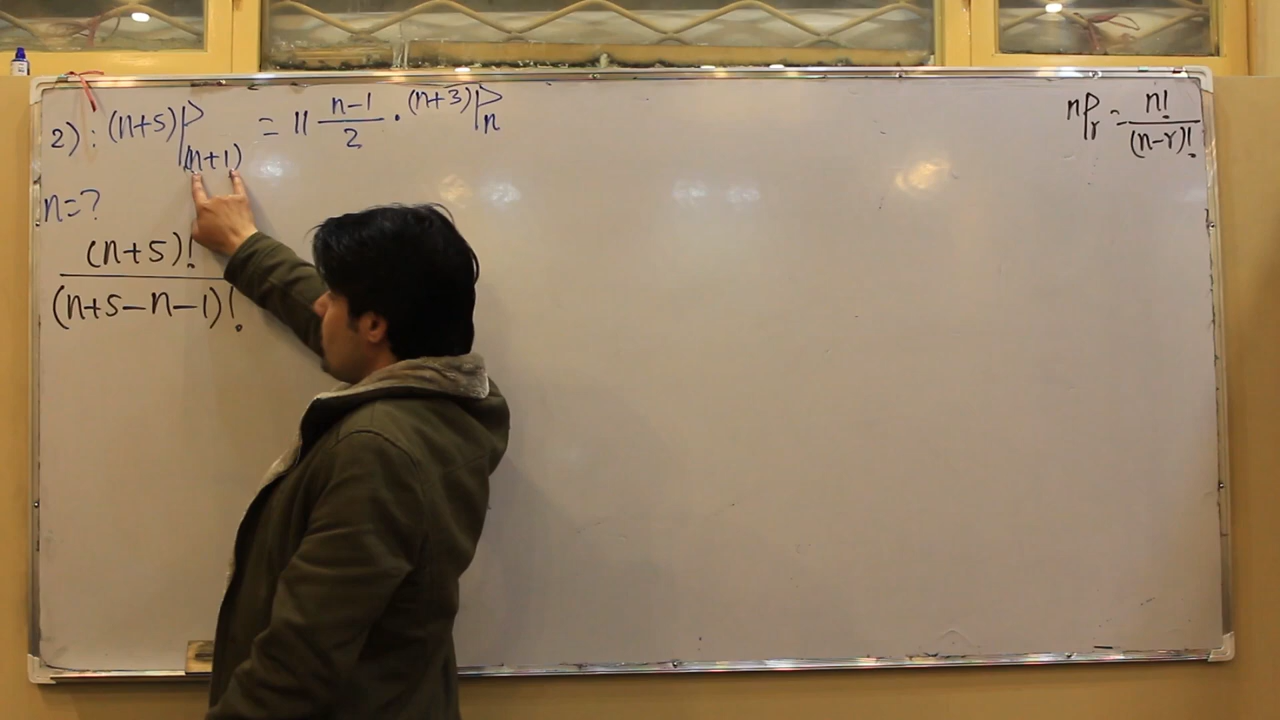 2) : (n+5)P(n+1) = 11 n-1/2 . (n+3)Pn
nPr = n!/(n-r)!
n=?
(n+5)!
(n+5-n-1)!